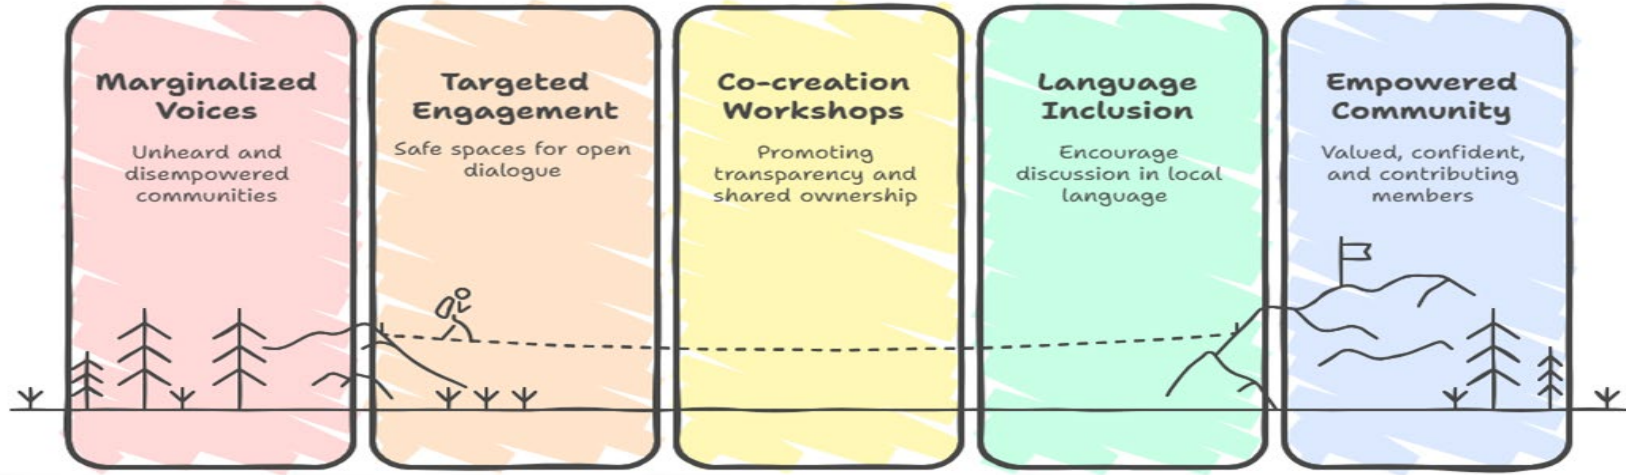 Marginalized
Voices
Unheard and
disempowered
communities
Targeted
Engagement
Safe spaces for open
dialogue
Co-creation
Workshops
Promoting
transparency and
shared ownership
Language
Inclusion
Encourage
discussion in local
language
Empowered
Community
Valued, confident,
and contributing
members